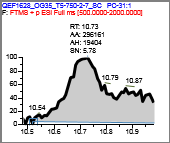 QEF1623_OG35_T5-750-2-7_SC PC-31:1
F: FTMS + p ESI Full ms [500.0000-2000.0000]
RT: 10.73
AA: 296161
AH: 19404
SN: 5.78
100
80
60
40
20
0
10.54
10.79
10.87
10.5 10.6 10.7 10.8 10.9